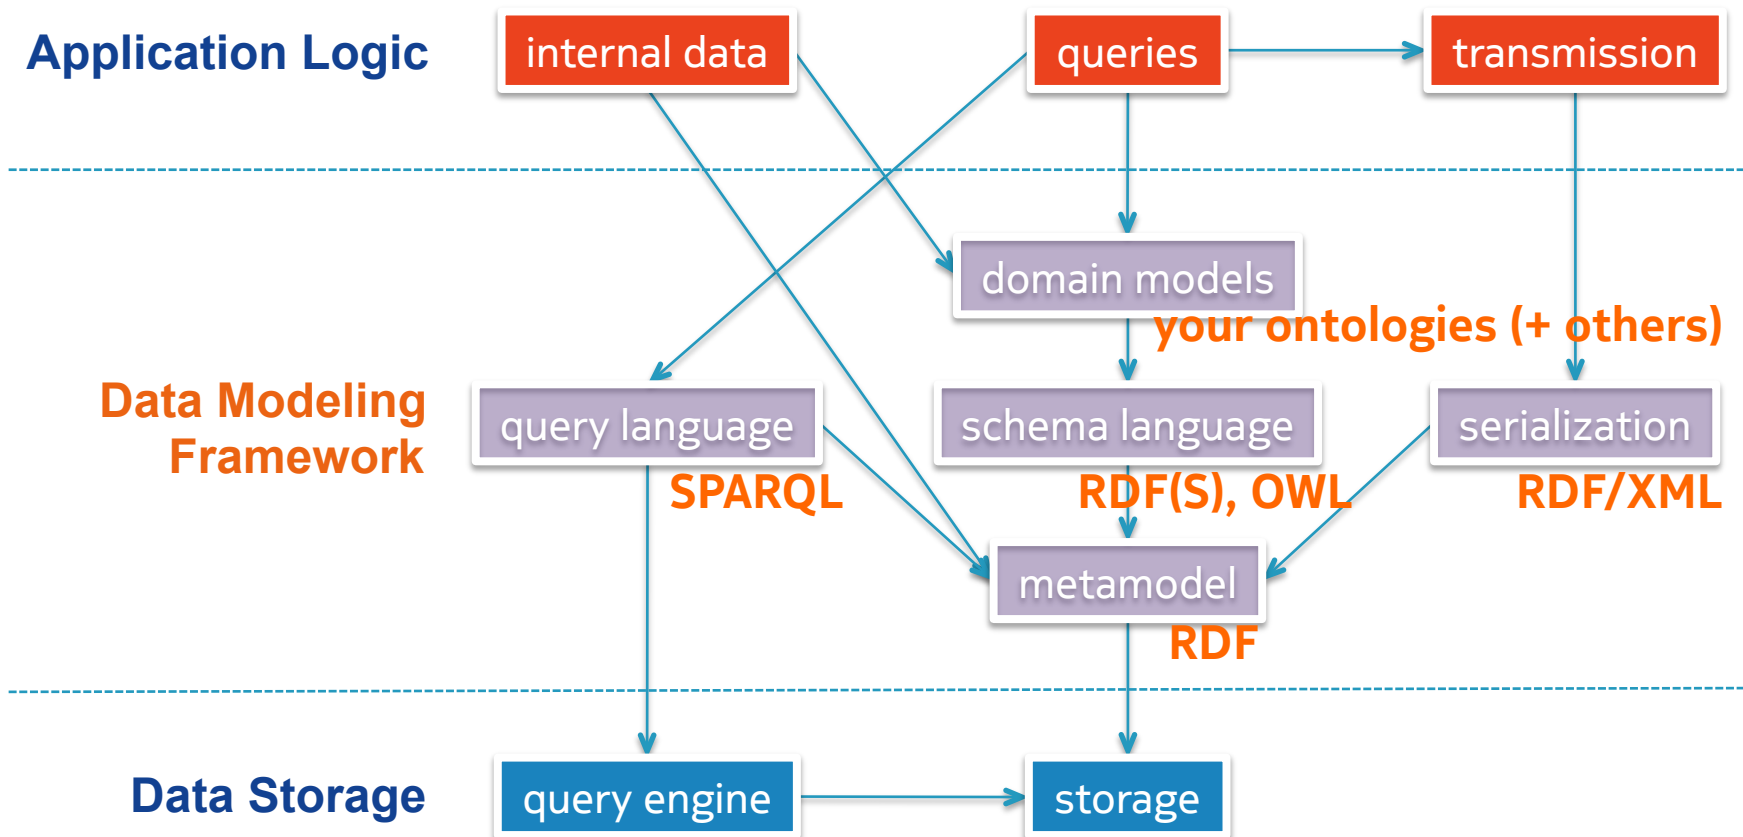 Application Logic
internal data
queries
transmission
domain models
your ontologies (+ others)
Data Modeling
Framework
query language
schema language
serialization
SPARQL
RDF(S), OWL
RDF/XML
metamodel
RDF
Data Storage
query engine
storage